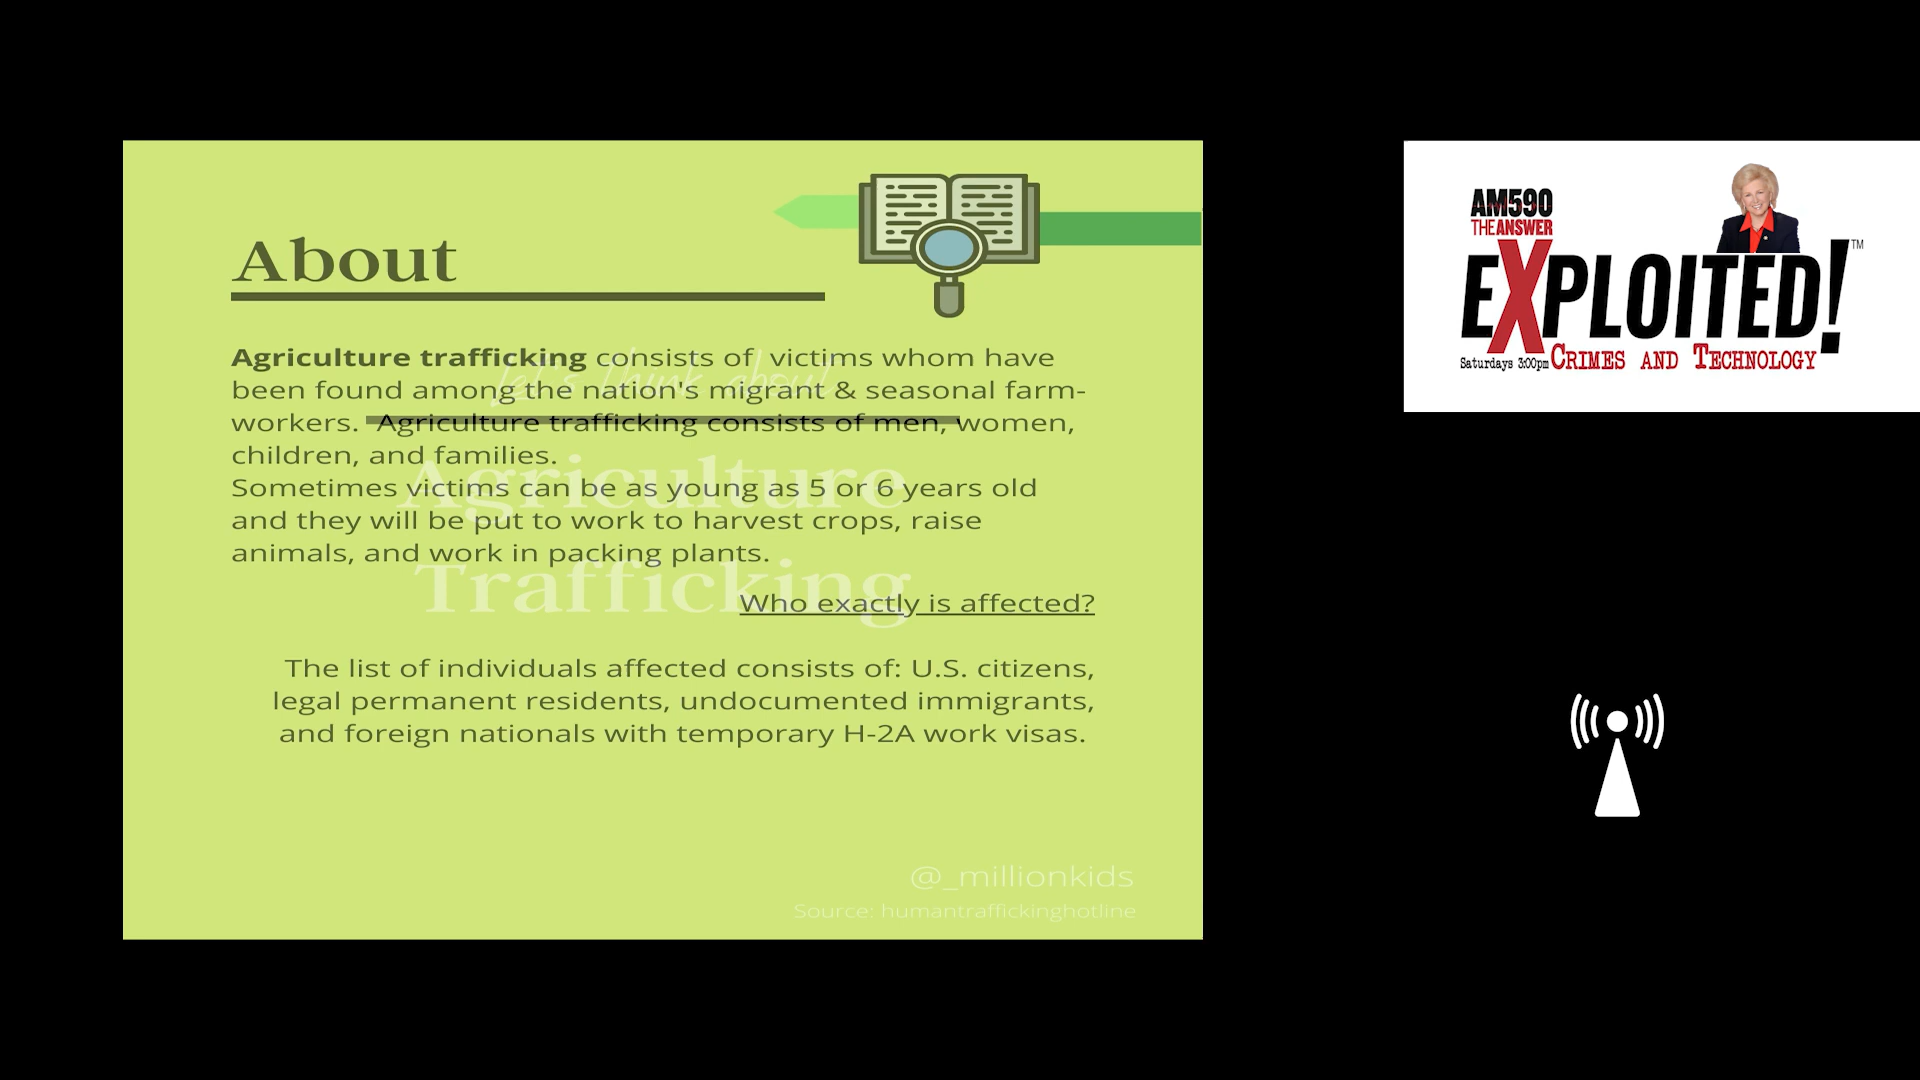 About
Agriculture trafficking consists of victims whom have
been found among the nation's migrant & seasonal farm-
workers. Agriculture trafficking consists of men, women,
children, and families.
Sometimes victims can be as young as 5 or 6 years old
and they will be put to work to harvest crops, raise
animals, and work in packing plants.
Who exactly is affected?
The list of individuals affected consists of: U.S. citizens,
legal permanent residents, undocumented immigrants,
and foreign nationals with temporary H-2A work visas.
let's think about
Agriculture
Trafficking
@_millionkids
Source: humantraffickinghotline
AM590
THE ANSWER
EXPLOITED!™
Saturdays 3:00pm CRIMES AND TECHNOLOGY